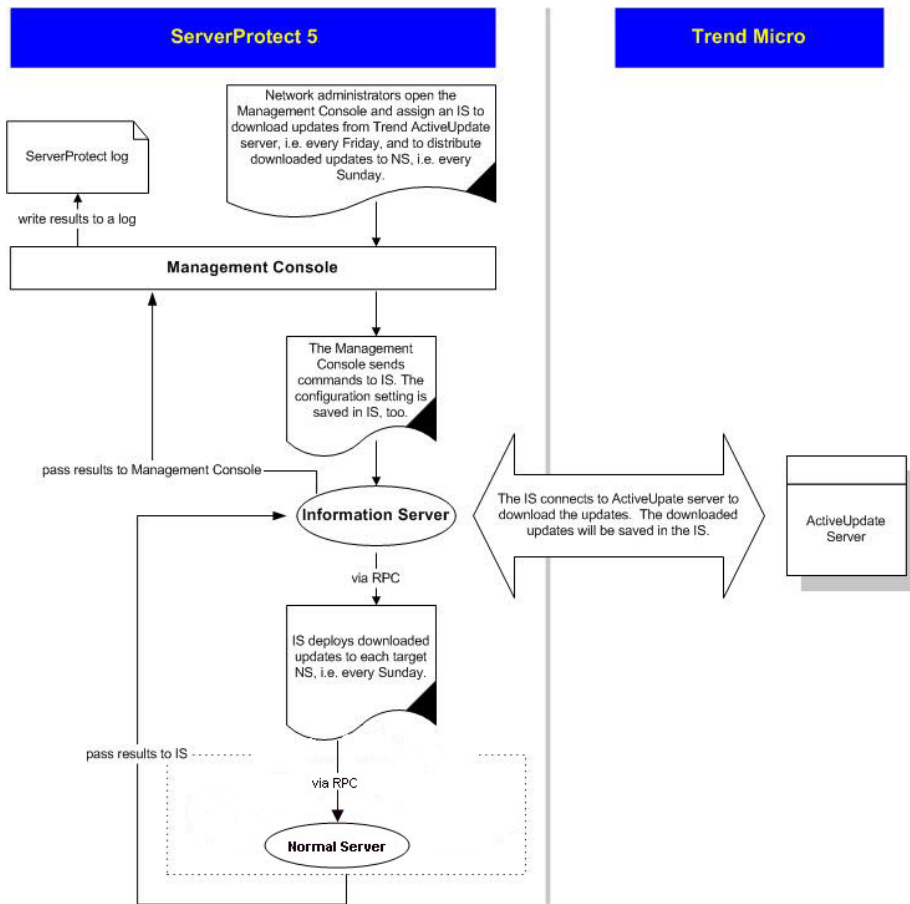 ServerProtect 5
Trend Micro
Network administrators open the
Management Console and assign an IS to
download updates from Trend ActiveUpdate
server, i.e. every Friday, and to distribute
downloaded updates to NS, i.e. every
Sunday.
ServerProtect log
write results to a log
Management Console
The Management
Console sends
commands to IS. The
configuration setting is
saved in IS, too.
pass results to Management Console
Information Server
The IS connects to ActiveUpate server to
download the updates. The downloaded
updates will be saved in the IS.
ActiveUpdate
Server
via RPC
IS deploys downloaded
updates to each target
NS, i.e. every Sunday.
pass results to IS
via RPC
Normal Server